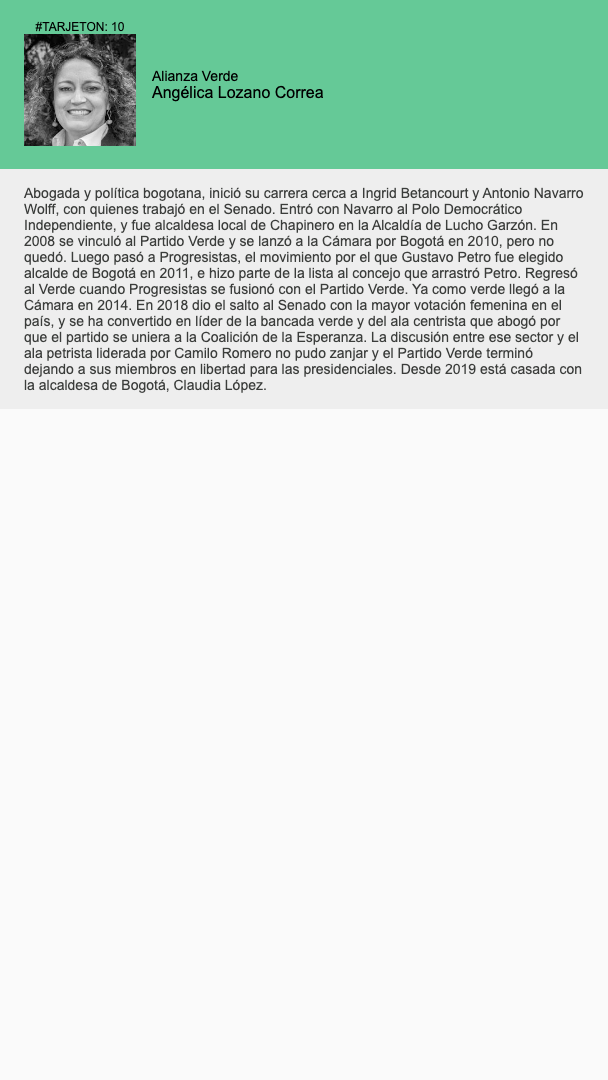 #TARJETON: 10
Alianza Verde
Angélica Lozano Correa
Abogada y política bogotana, inició su carrera cerca a Ingrid Betancourt y Antonio Navarro
Wolff, con quienes trabajó en el Senado. Entró con Navarro al Polo Democrático
Independiente, y fue alcaldesa local de Chapinero en la Alcaldía de Lucho Garzón. En
2008 se vinculó al Partido Verde y se lanzó a la Cámara por Bogotá en 2010, pero no
quedó. Luego pasó a Progresistas, el movimiento por el que Gustavo Petro fue elegido
alcalde de Bogotá en 2011, e hizo parte de la lista al concejo que arrastró Petro. Regresó
al Verde cuando Progresistas se fusionó con el Partido Verde. Ya como verde llegó a la
Cámara en 2014. En 2018 dio el salto al Senado con la mayor votación femenina en el
país, y se ha convertido en líder de la bancada verde y del ala centrista que abogó por
que el partido se uniera a la Coalición de la Esperanza. La discusión entre ese sector y el
ala petrista liderada por Camilo Romero no pudo zanjar y el Partido Verde terminó
dejando a sus miembros en libertad para las presidenciales. Desde 2019 está casada con
la alcaldesa de Bogotá, Claudia López.